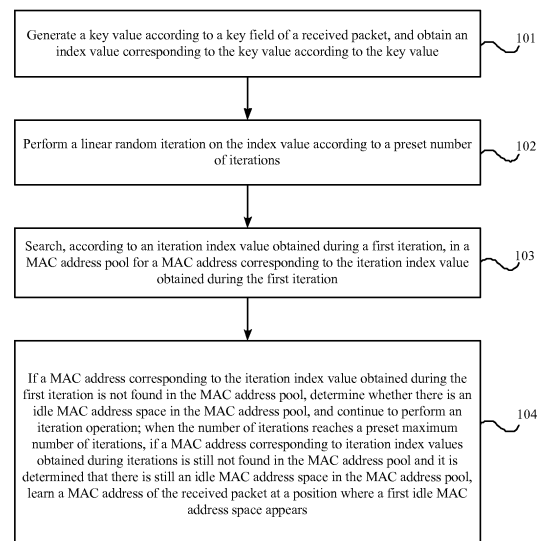 Generate a key value according to a key field of a received packet, and obtain an
index value corresponding to the key value according to the key value
101
Perform a linear random iteration on the index value according to a preset number
of iterations
102
Search, according to an iteration index value obtained during a first iteration, in a
MAC address pool for a MAC address corresponding to the iteration index value
obtained during the first iteration
103
If a MAC address corresponding to the iteration index value obtained during the
first iteration is not found in the MAC address pool, determine whether there is an
idle MAC address space in the MAC address pool, and continue to perform an
iteration operation; when the number of iterations reaches a preset maximum
number of iterations, if a MAC address corresponding to iteration index values
obtained during iterations is still not found in the MAC address pool and it is
determined that there is still an idle MAC address space in the MAC address pool,
learn a MAC address of the received packet at a position where a first idle MAC
address space appears
104